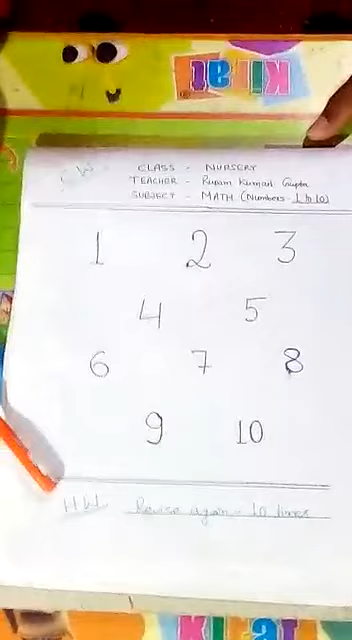 Kirat
C.W.
CLASS - NURSERY
TEACHER - Rupam Kumari Gupta
SUBJECT - MATH (Numbers - 1 to 10)
1 2 3
4 5
6 7 8
9 10
H.W. Revise again - 10 times